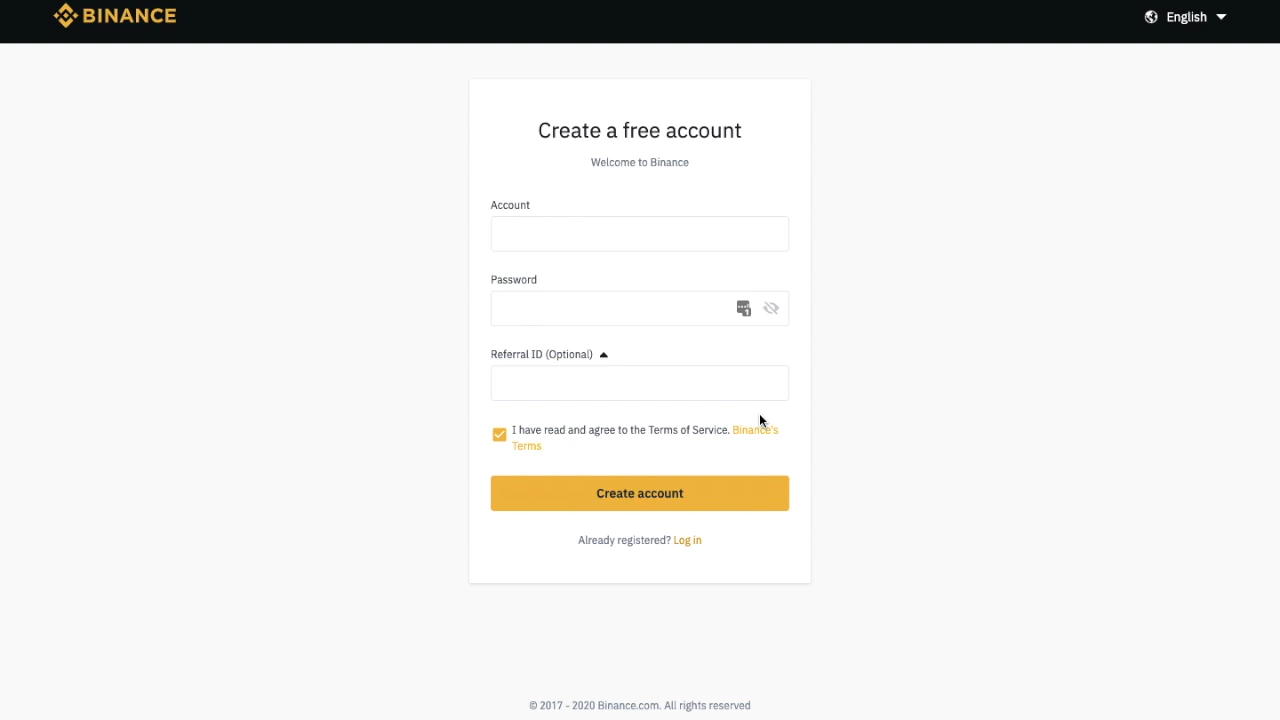 BINANCE
English
Create a free account
Welcome to Binance
Account
Password
Referral ID (Optional)
I have read and agree to the Terms of Service. Binance's
Terms
Create account
Already registered? Log in
© 2017 - 2020 Binance.com. All rights reserved